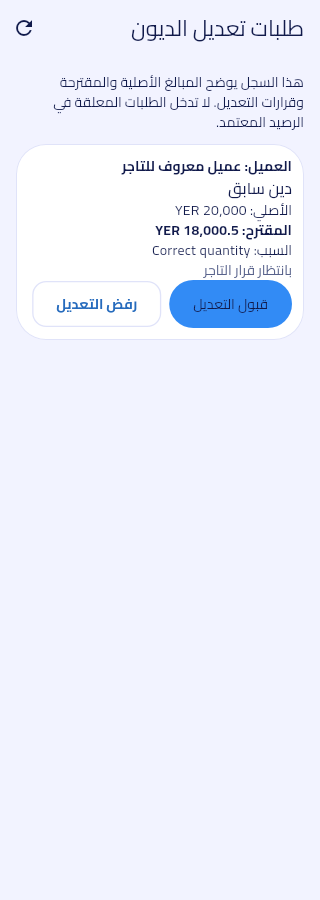 طلبات تعديل الديون
هذا السجل يوضح المبالغ الأصلية والمقترحة
وقرارات التعديل. لا تدخل الطلبات المعلقة في
الرصيد المعتمد.
العميل: عميل معروف للتاجر
دين سابق
الأصلي: YER 20,000
المقترح: YER 18,000.5
السبب: Correct quantity
بانتظار قرار التاجر
قبول التعديل
رفض التعديل